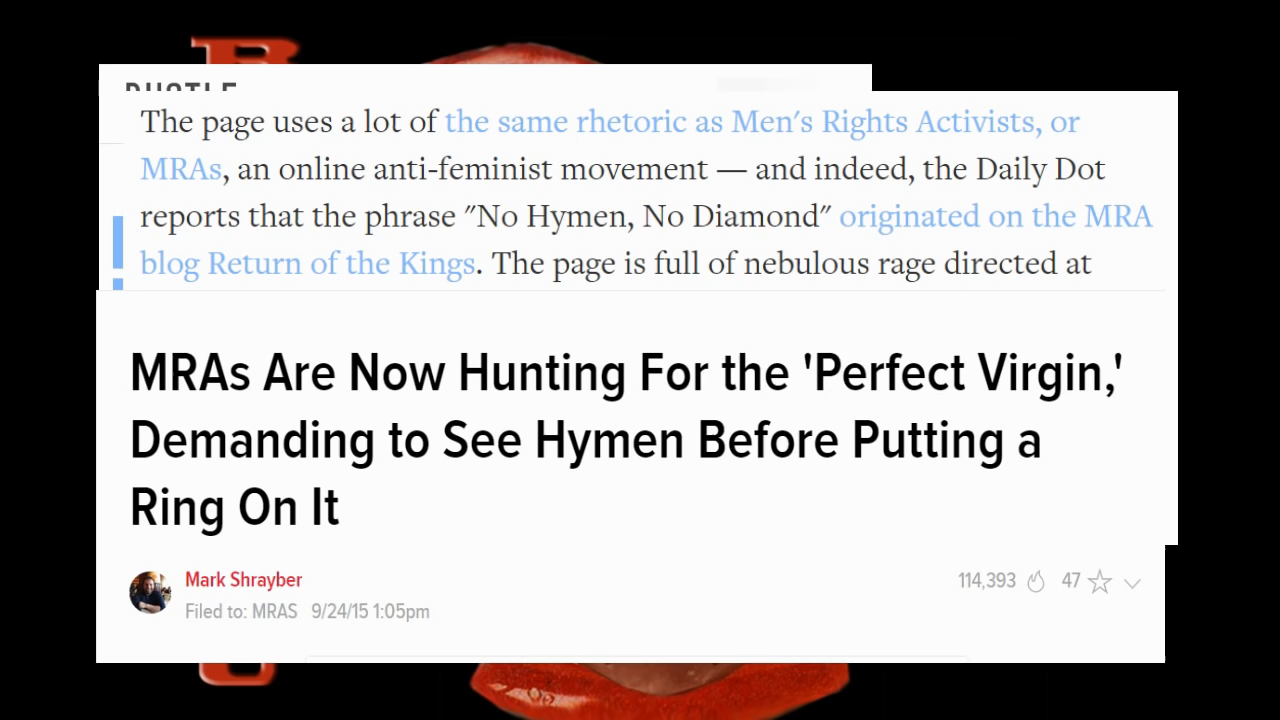 BUSTLE
The page uses a lot of the same rhetoric as Men's Rights Activists, or
MRAs, an online anti-feminist movement — and indeed, the Daily Dot
reports that the phrase "No Hymen, No Diamond" originated on the MRA
blog Return of the Kings. The page is full of nebulous rage directed at
MRAs Are Now Hunting For the 'Perfect Virgin,'
Demanding to See Hymen Before Putting a
Ring On It
Mark Shrayber
114,393 47
Filed to: MRAS 9/24/15 1:05pm